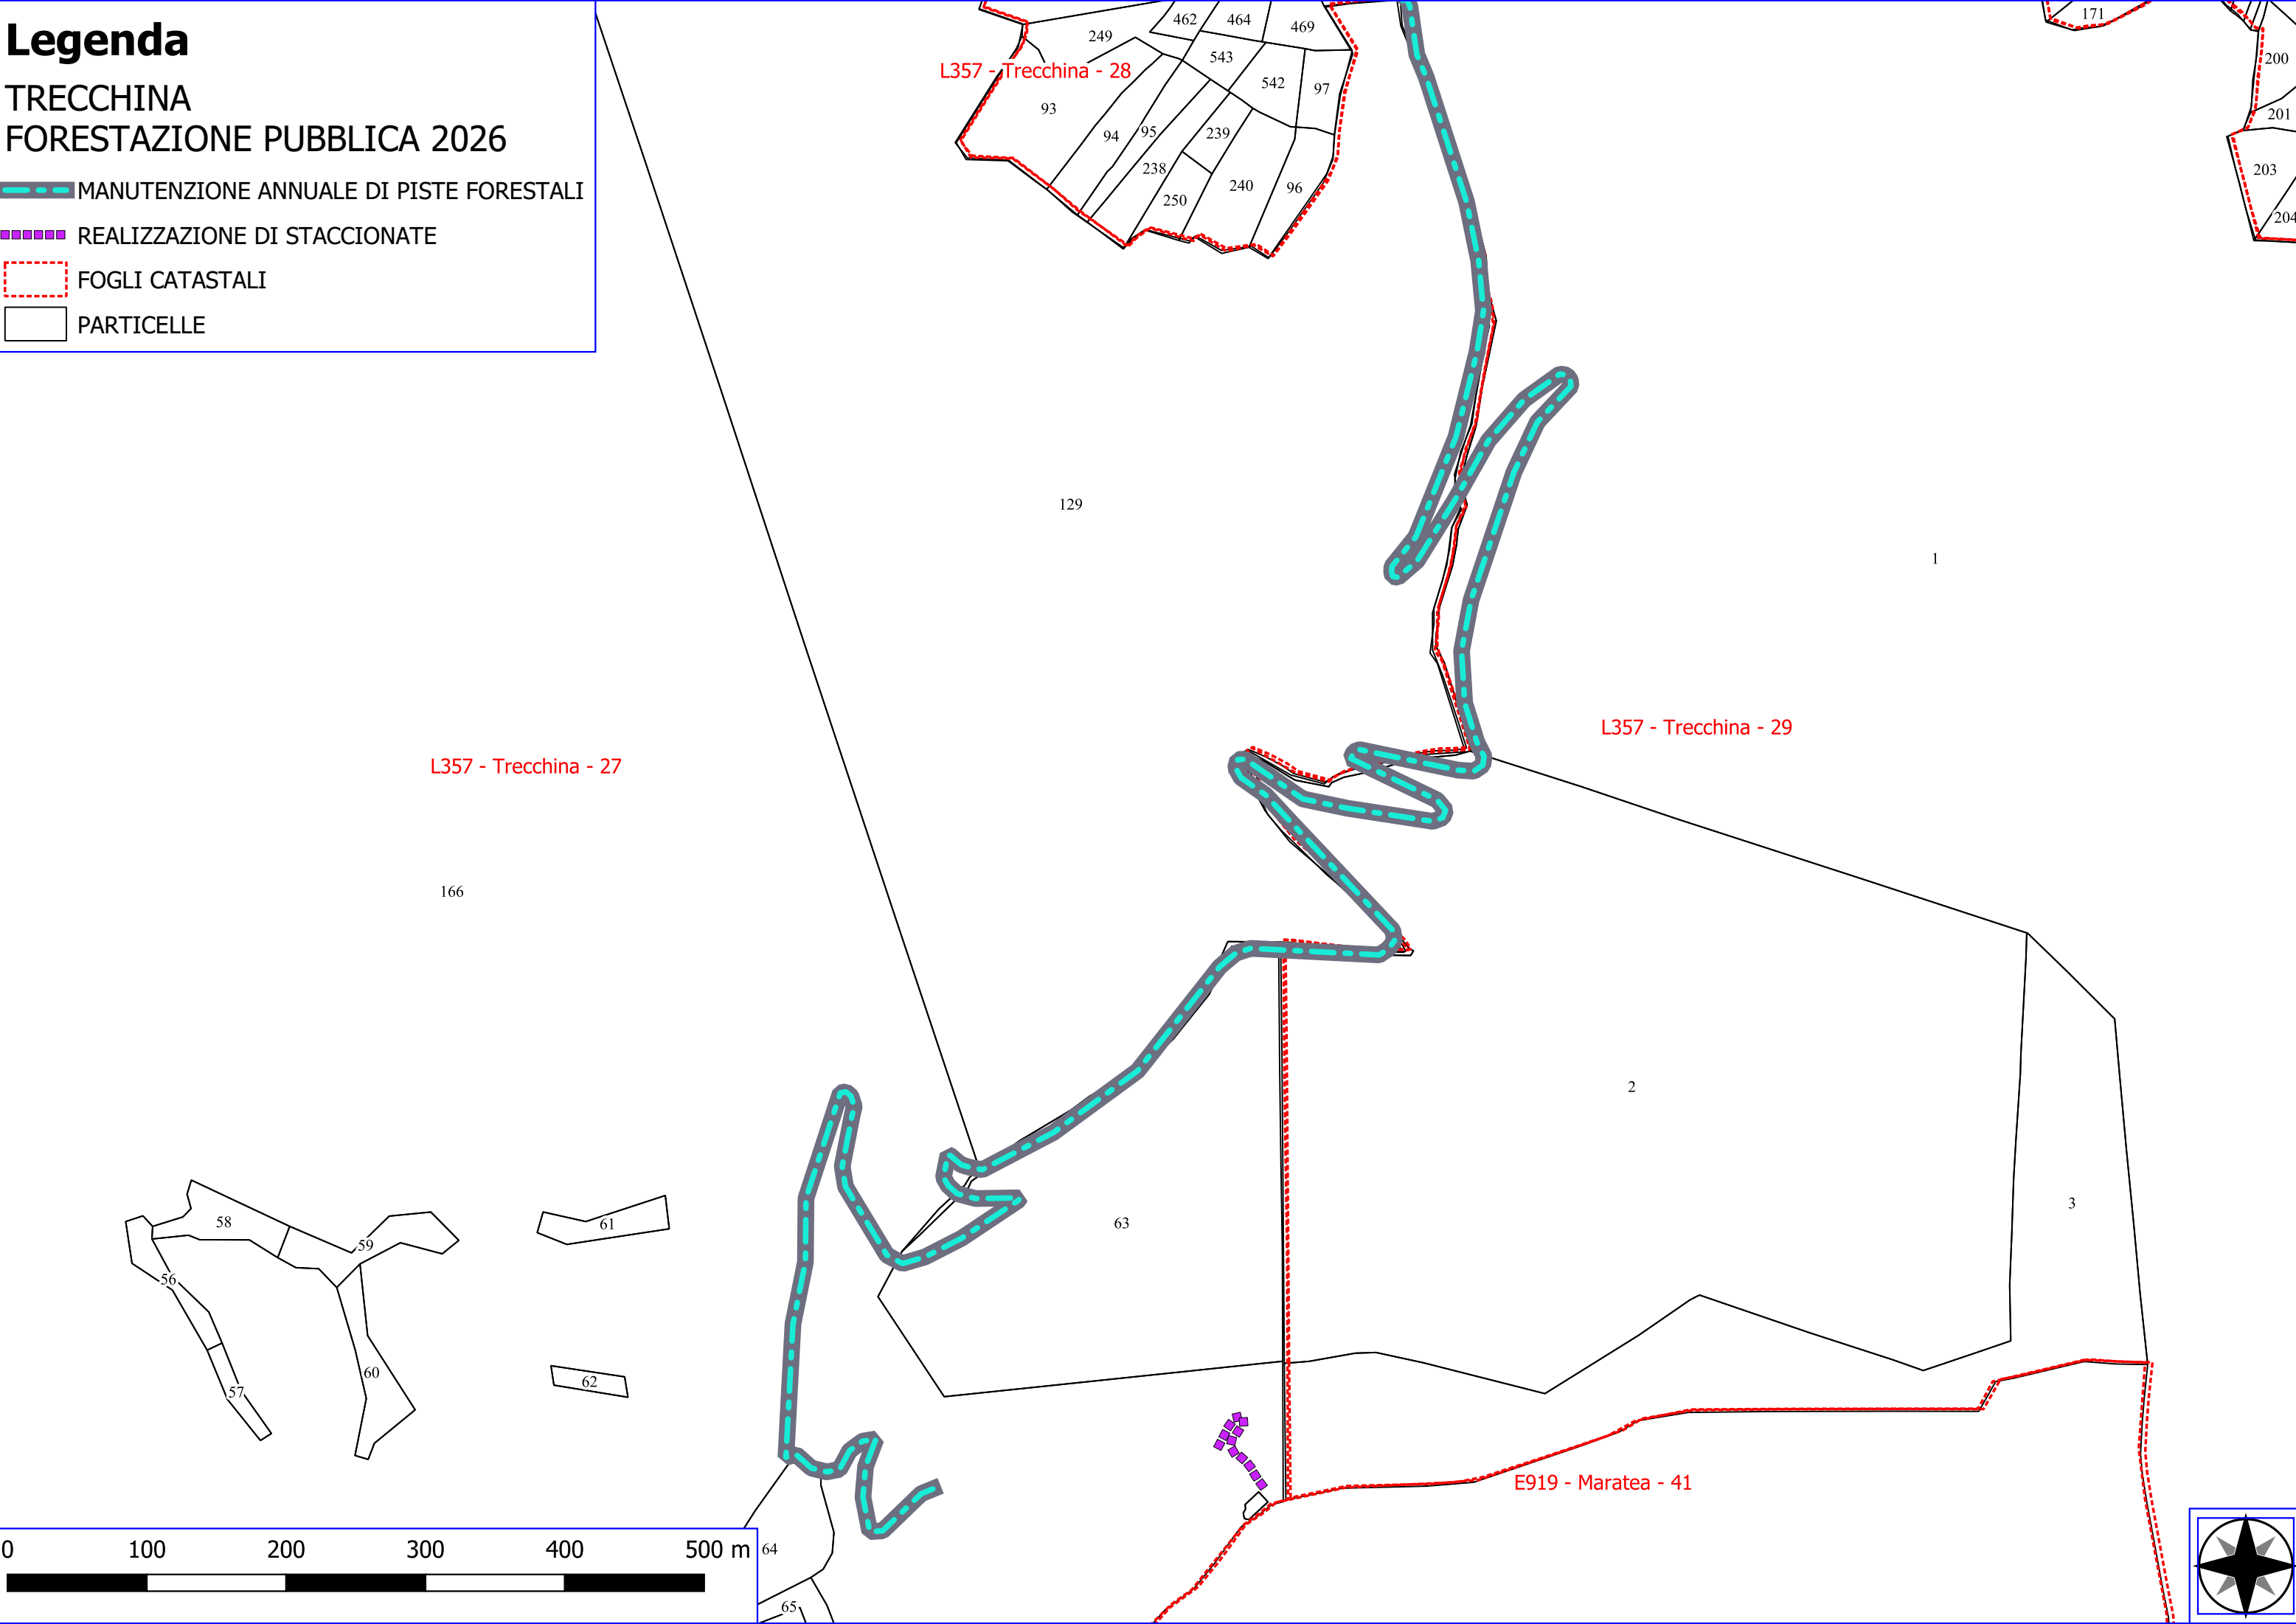 Legenda
TRECCHINA
FORESTAZIONE PUBBLICA 2026
MANUTENZIONE ANNUALE DI PISTE FORESTALI
REALIZZAZIONE DI STACCIONATE
FOGLI CATASTALI
PARTICELLE
462
464
469
249
543
542
97
L357 - Trecchina - 28
93
94
95
239
238
250
240
96
171
200
201
203
204
129
1
L357 - Trecchina - 29
L357 - Trecchina - 27
166
2
3
63
58
59
61
56
57
60
62
E919 - Maratea - 41
64
65
0 100 200 300 400 500 m